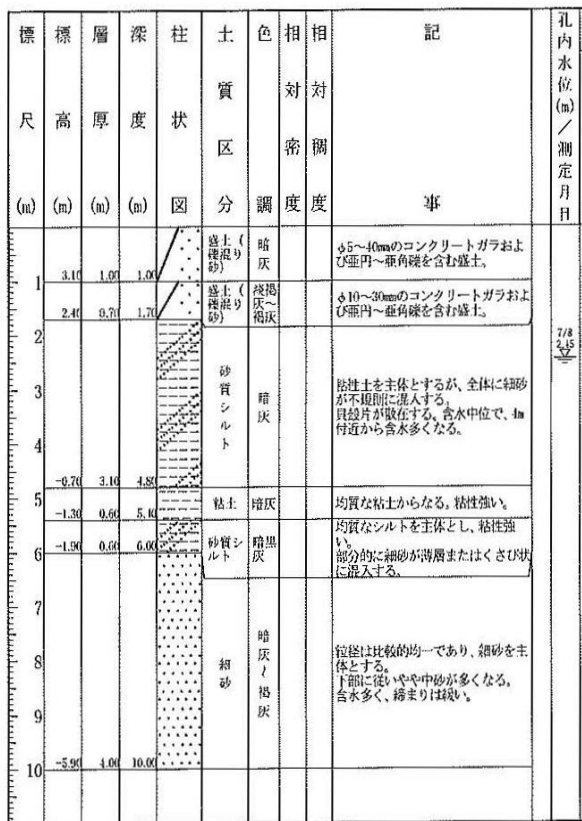 標尺(m)
標高(m)
層厚(m)
深度(m)
柱状図
土質区分
色調
相対密度
相対稠度
記事
孔内水位(m)／測定月日
1
3.10 1.00 1.00
盛土(礫混り砂)
暗灰
φ5～40mmのコンクリートガラおよ
び亜円～亜角礫を含む盛土。
2.40 0.70 1.70
盛土(礫混り砂)
淺褐灰～褐灰
φ10～30mmのコンクリートガラおよ
び亜円～亜角礫を含む盛土。
2
7/8
2.15
3
4
-0.70 3.10 4.80
砂質シルト
暗灰
粘性土を主体とするが、全体に細砂
が不規則に混入する。
貝殻片が散在する。含水中位で、4m
付近から含水多くなる。
5
-1.30 0.60 5.40
粘土
暗灰
均質な粘土からなる。粘性強い。
6
-1.90 0.60 6.00
砂質シルト
暗黒灰
均質なシルトを主体とし、粘性強
い。
部分的に細砂が薄層またはくさび状
に混入する。
7
8
9
10
-5.90 4.00 10.00
細砂
暗灰～褐灰
粒径は比較的均一であり、細砂を主
体とする。
下部に従いやや中砂が多くなる。
含水多く、締まりは緩い。